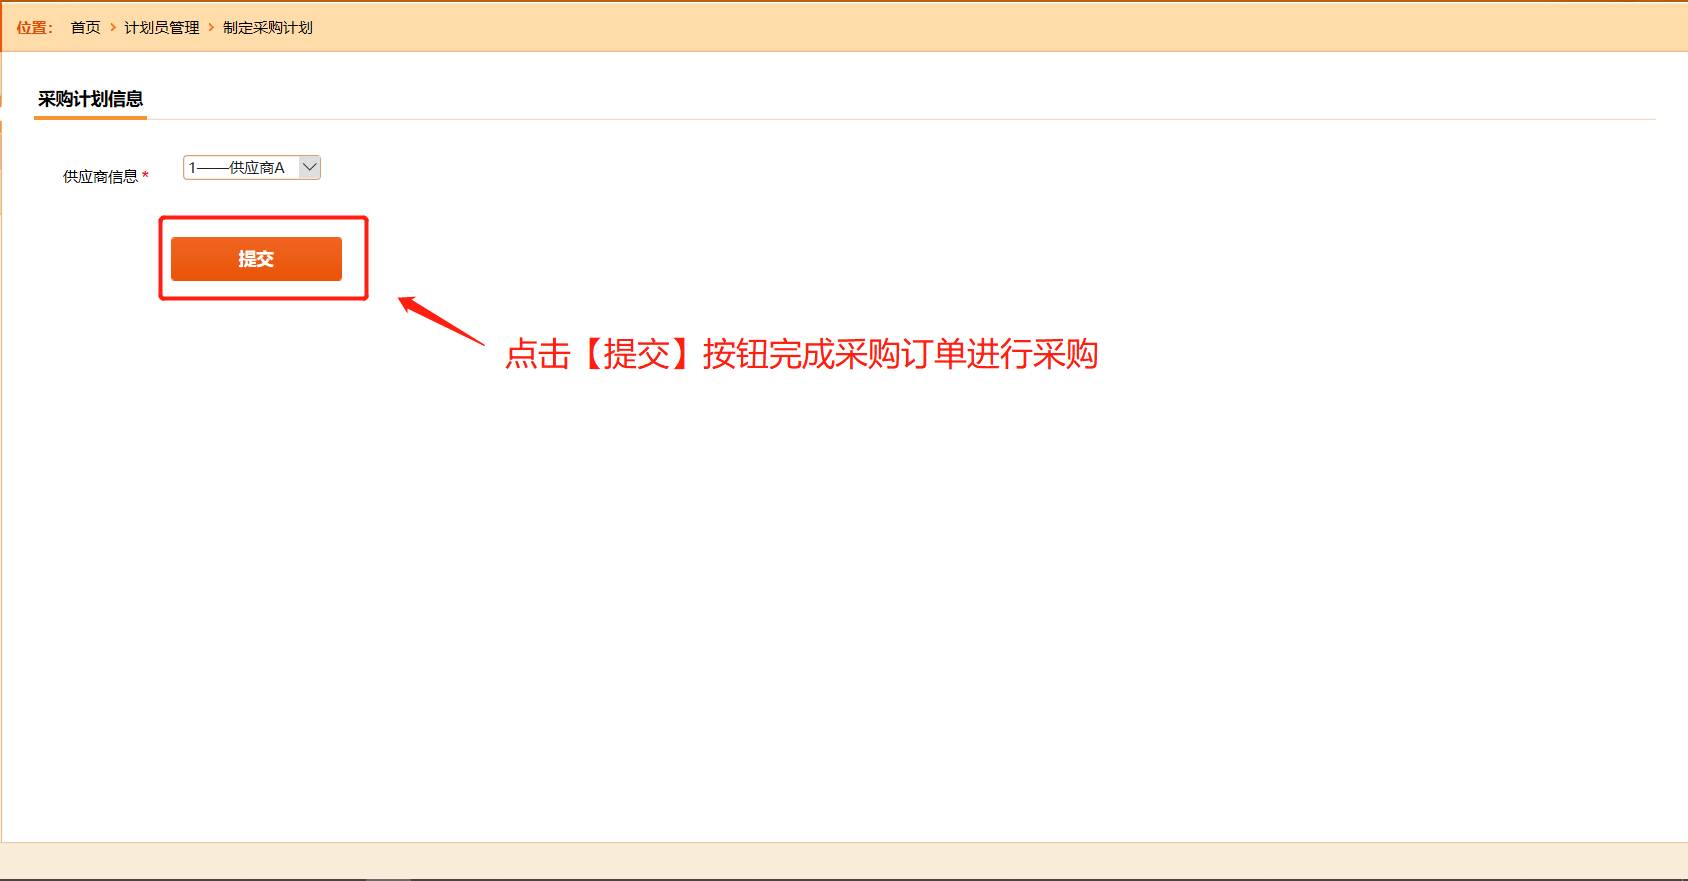 位置： 首页 > 计划员管理 > 制定采购计划
采购计划信息
供应商信息* 1——供应商A
提交
点击【提交】按钮完成采购订单进行采购